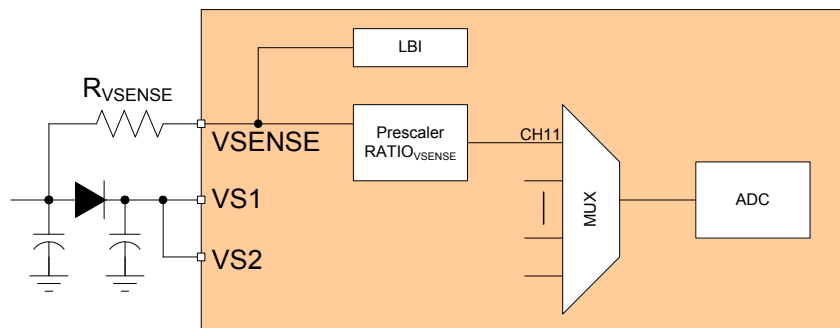 LBI
RVSENSE
VSENSE
Prescaler
RATIOVSENSE
CH11
MUX
ADC
VS1
VS2